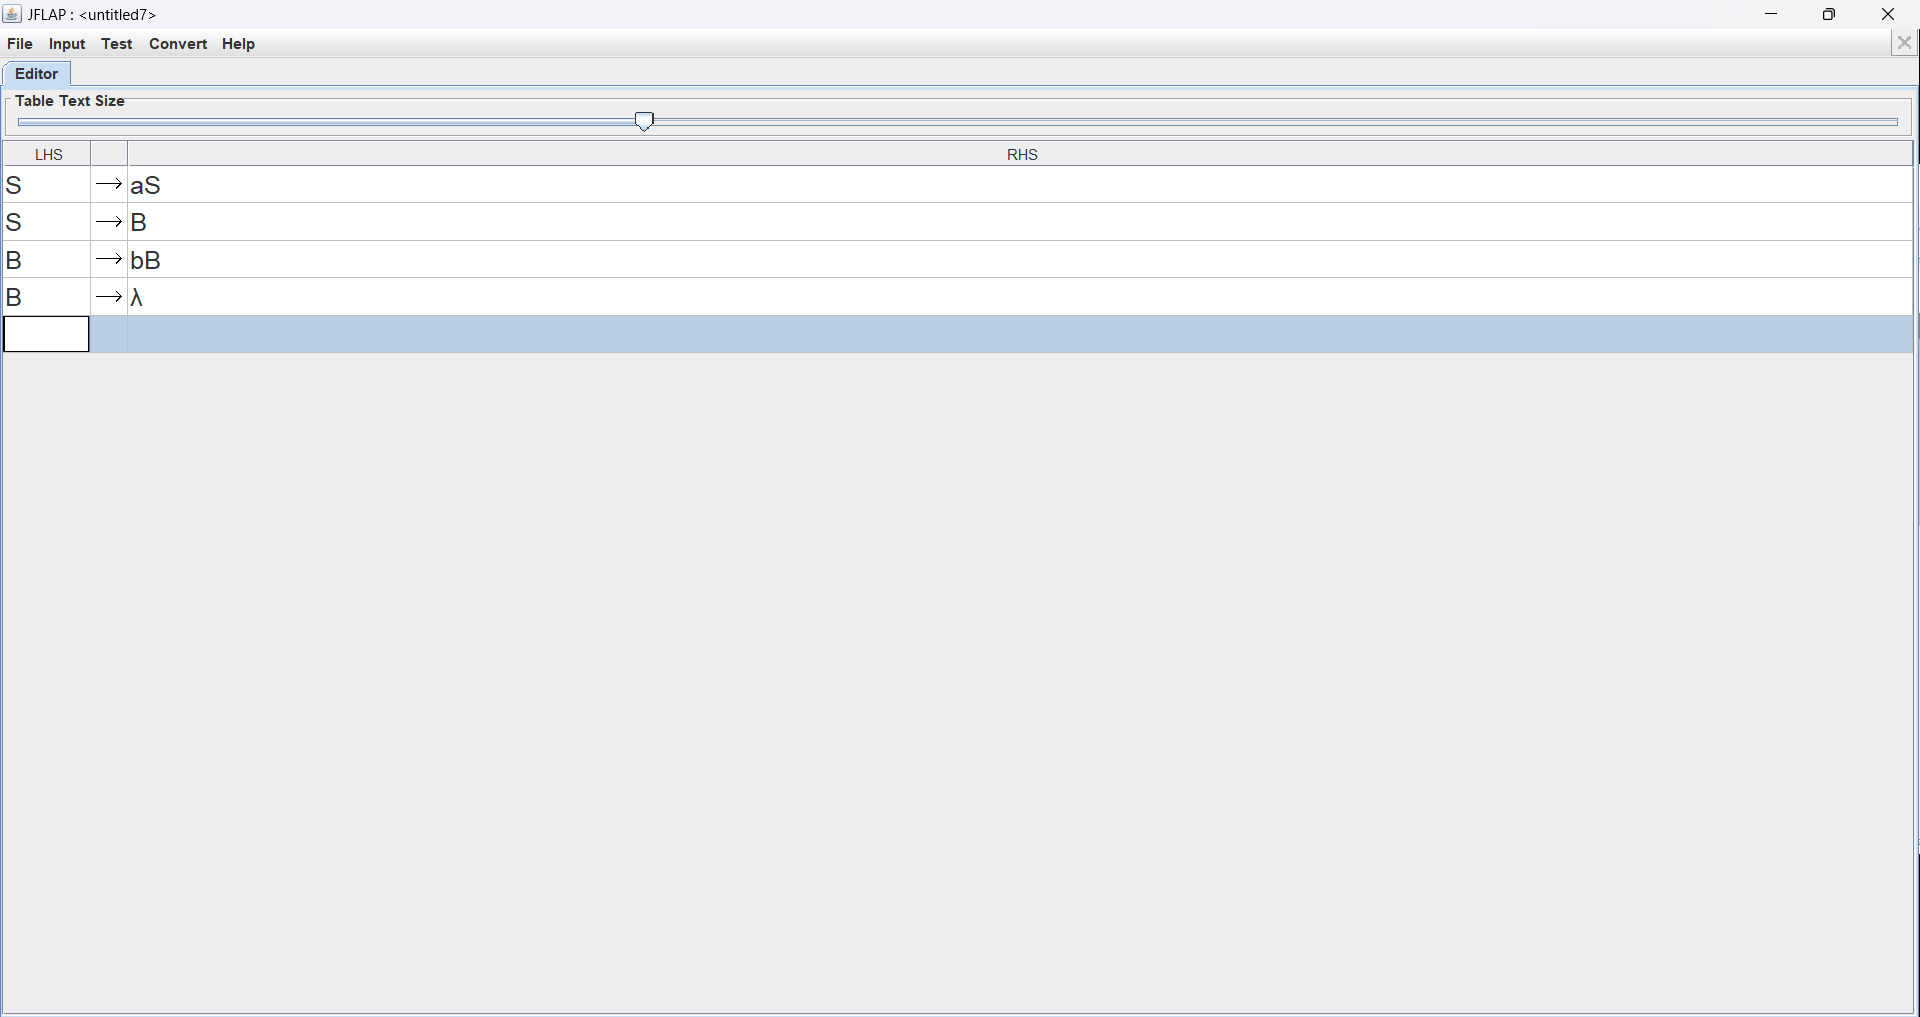 JFLAP : <untitled7>
File Input Test Convert Help
Editor
Table Text Size
LHS RHS
S → aS
S → B
B → bB
B → λ